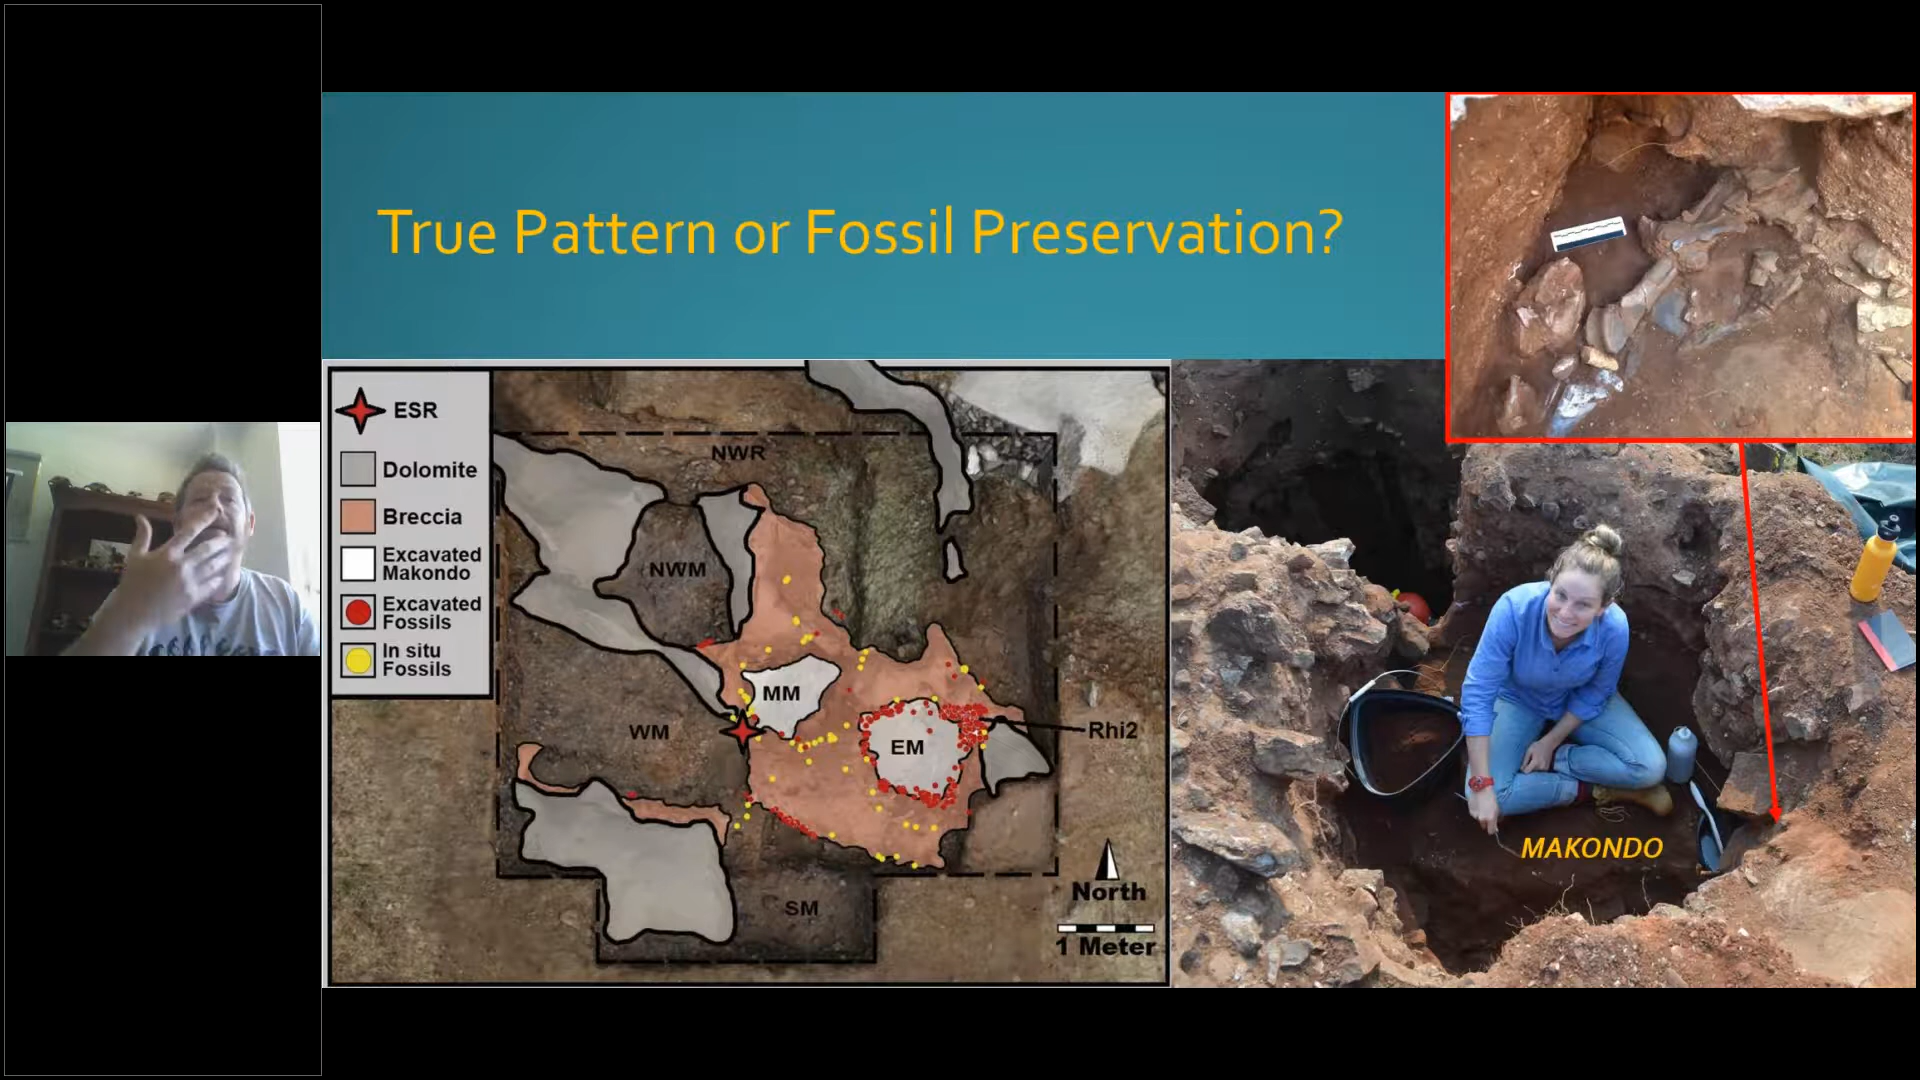 True Pattern or Fossil Preservation?
ESR
Dolomite
Breccia
Excavated
Makondo
Excavated
Fossils
In situ
Fossils
NWR
NWM
MM
WM
EM
Rhi2
SM
North
1 Meter
MAKONDO